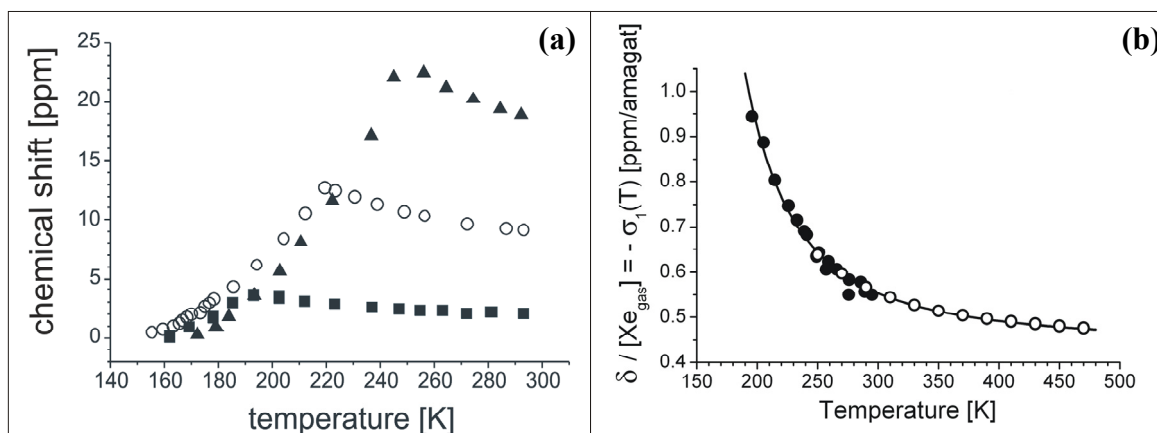 (a)
chemical shift [ppm]
25
20
15
10
5
0
140 160 180 200 220 240 260 280 300
temperature [K]
(b)
δ / [Xe gas] = - σ1(T) [ppm/amagat]
1.0
0.9
0.8
0.7
0.6
0.5
0.4
150 200 250 300 350 400 450 500
Temperature [K]